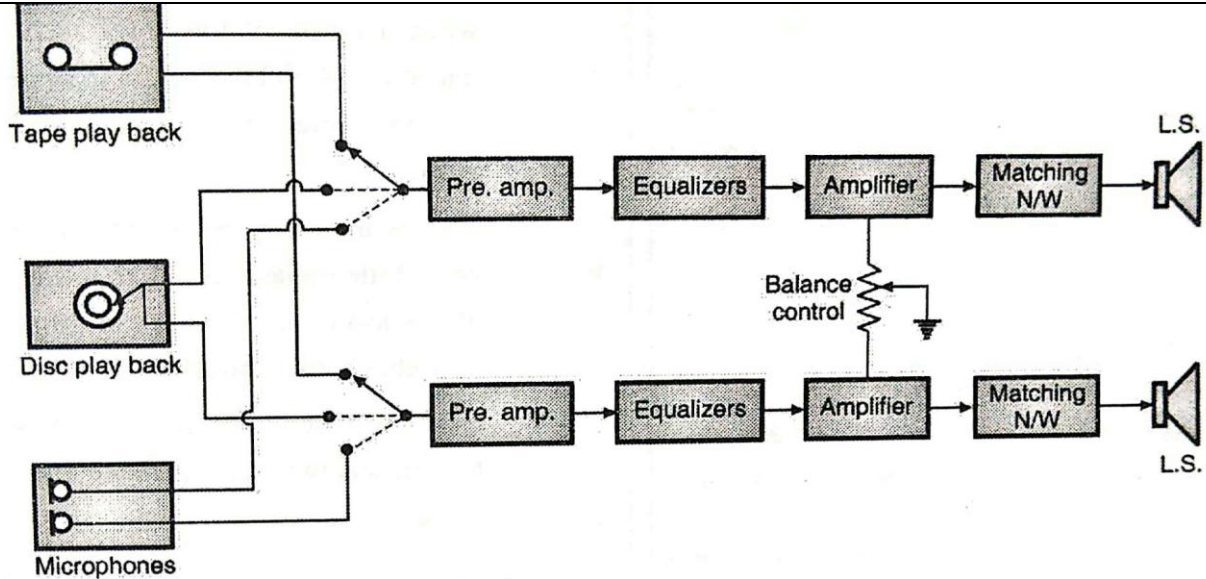 Tape play back
L.S.
Pre. amp.
Equalizers
Amplifier
Matching
N/W
Balance
control
Disc play back
Pre. amp.
Equalizers
Amplifier
Matching
N/W
L.S.
Microphones